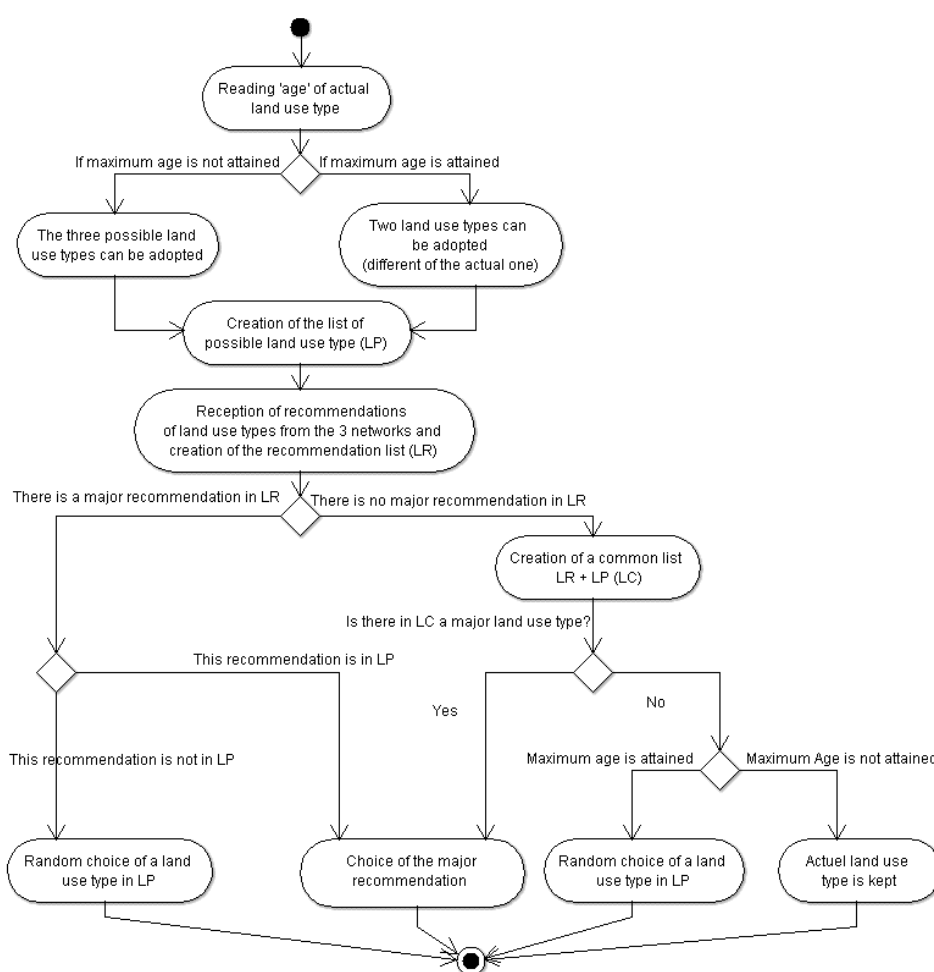 Reading 'age' of actual
land use type
If maximum age is not attained
If maximum age is attained
The three possible land
use types can be adopted
Two land use types can
be adopted
(different of the actual one)
Creation of the list of
possible land use type (LP)
Reception of recommendations
of land use types from the 3 networks and
creation of the recommendation list (LR)
There is a major recommendation in LR
There is no major recommendation in LR
Creation of a common list
LR + LP (LC)
Is there in LC a major land use type?
This recommendation is in LP
Yes
No
This recommendation is not in LP
Maximum age is attained
Maximum Age is not attained
Random choice of a land
use type in LP
Choice of the major
recommendation
Random choice of a land
use type in LP
Actuel land use
type is kept